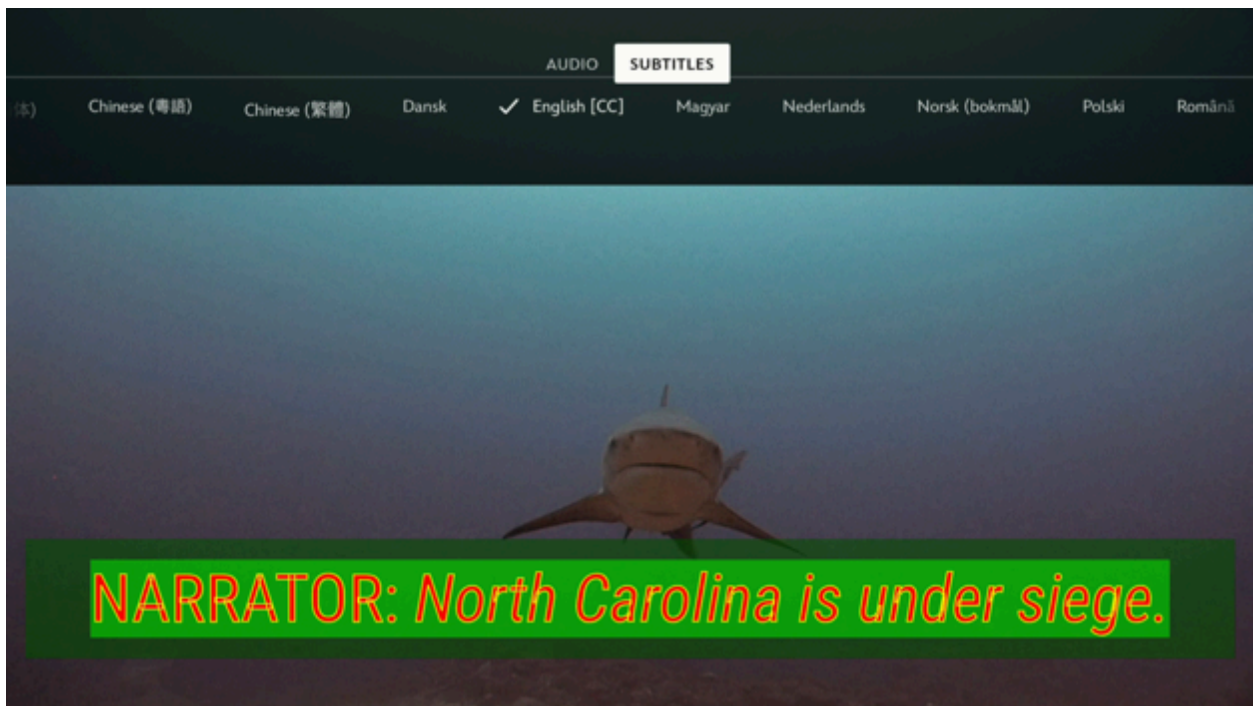 AUDIO SUBTITLES
体) Chinese (粵語) Chinese (繁體) Dansk ✓ English [CC] Magyar Nederlands Norsk (bokmål) Polski Română
NARRATOR: North Carolina is under siege.